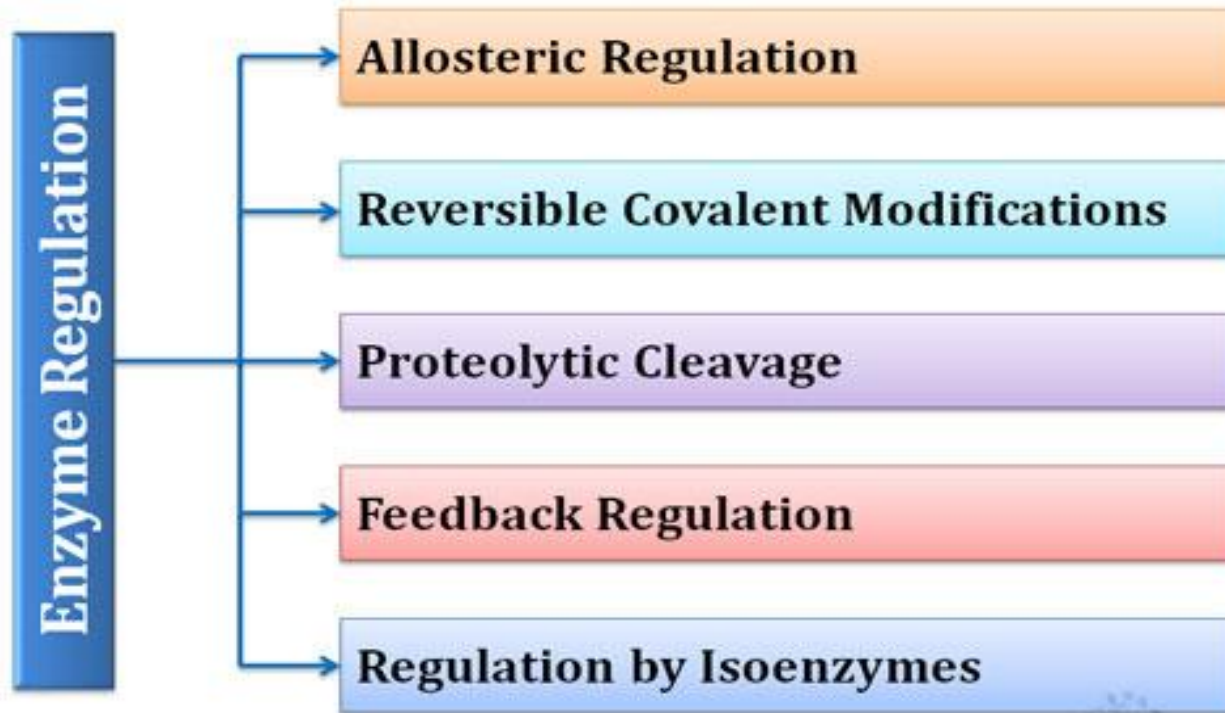 Enzyme Regulation
Allosteric Regulation
Reversible Covalent Modifications
Proteolytic Cleavage
Feedback Regulation
Regulation by Isoenzymes